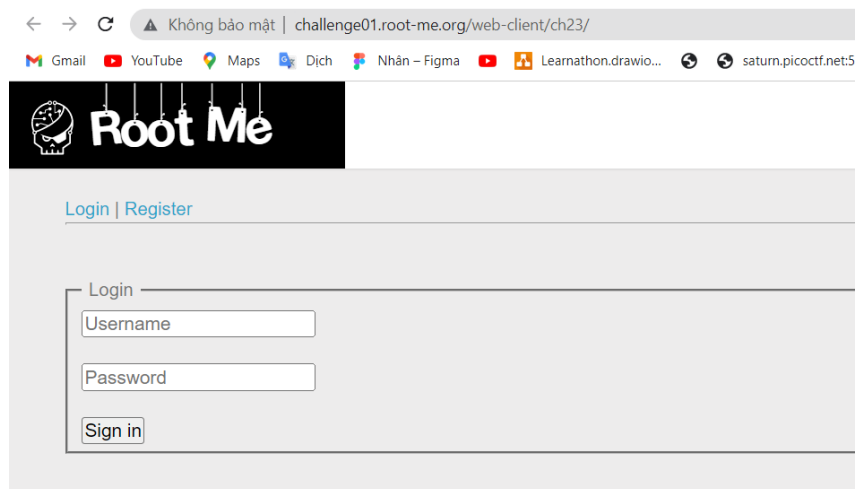 Không bảo mật | challenge01.root-me.org/web-client/ch23/
Gmail YouTube Maps Dịch Nhân – Figma Learnathon.drawio... saturn.picoctf.net:5
Root Me
Login | Register
Login
Username
Password
Sign in